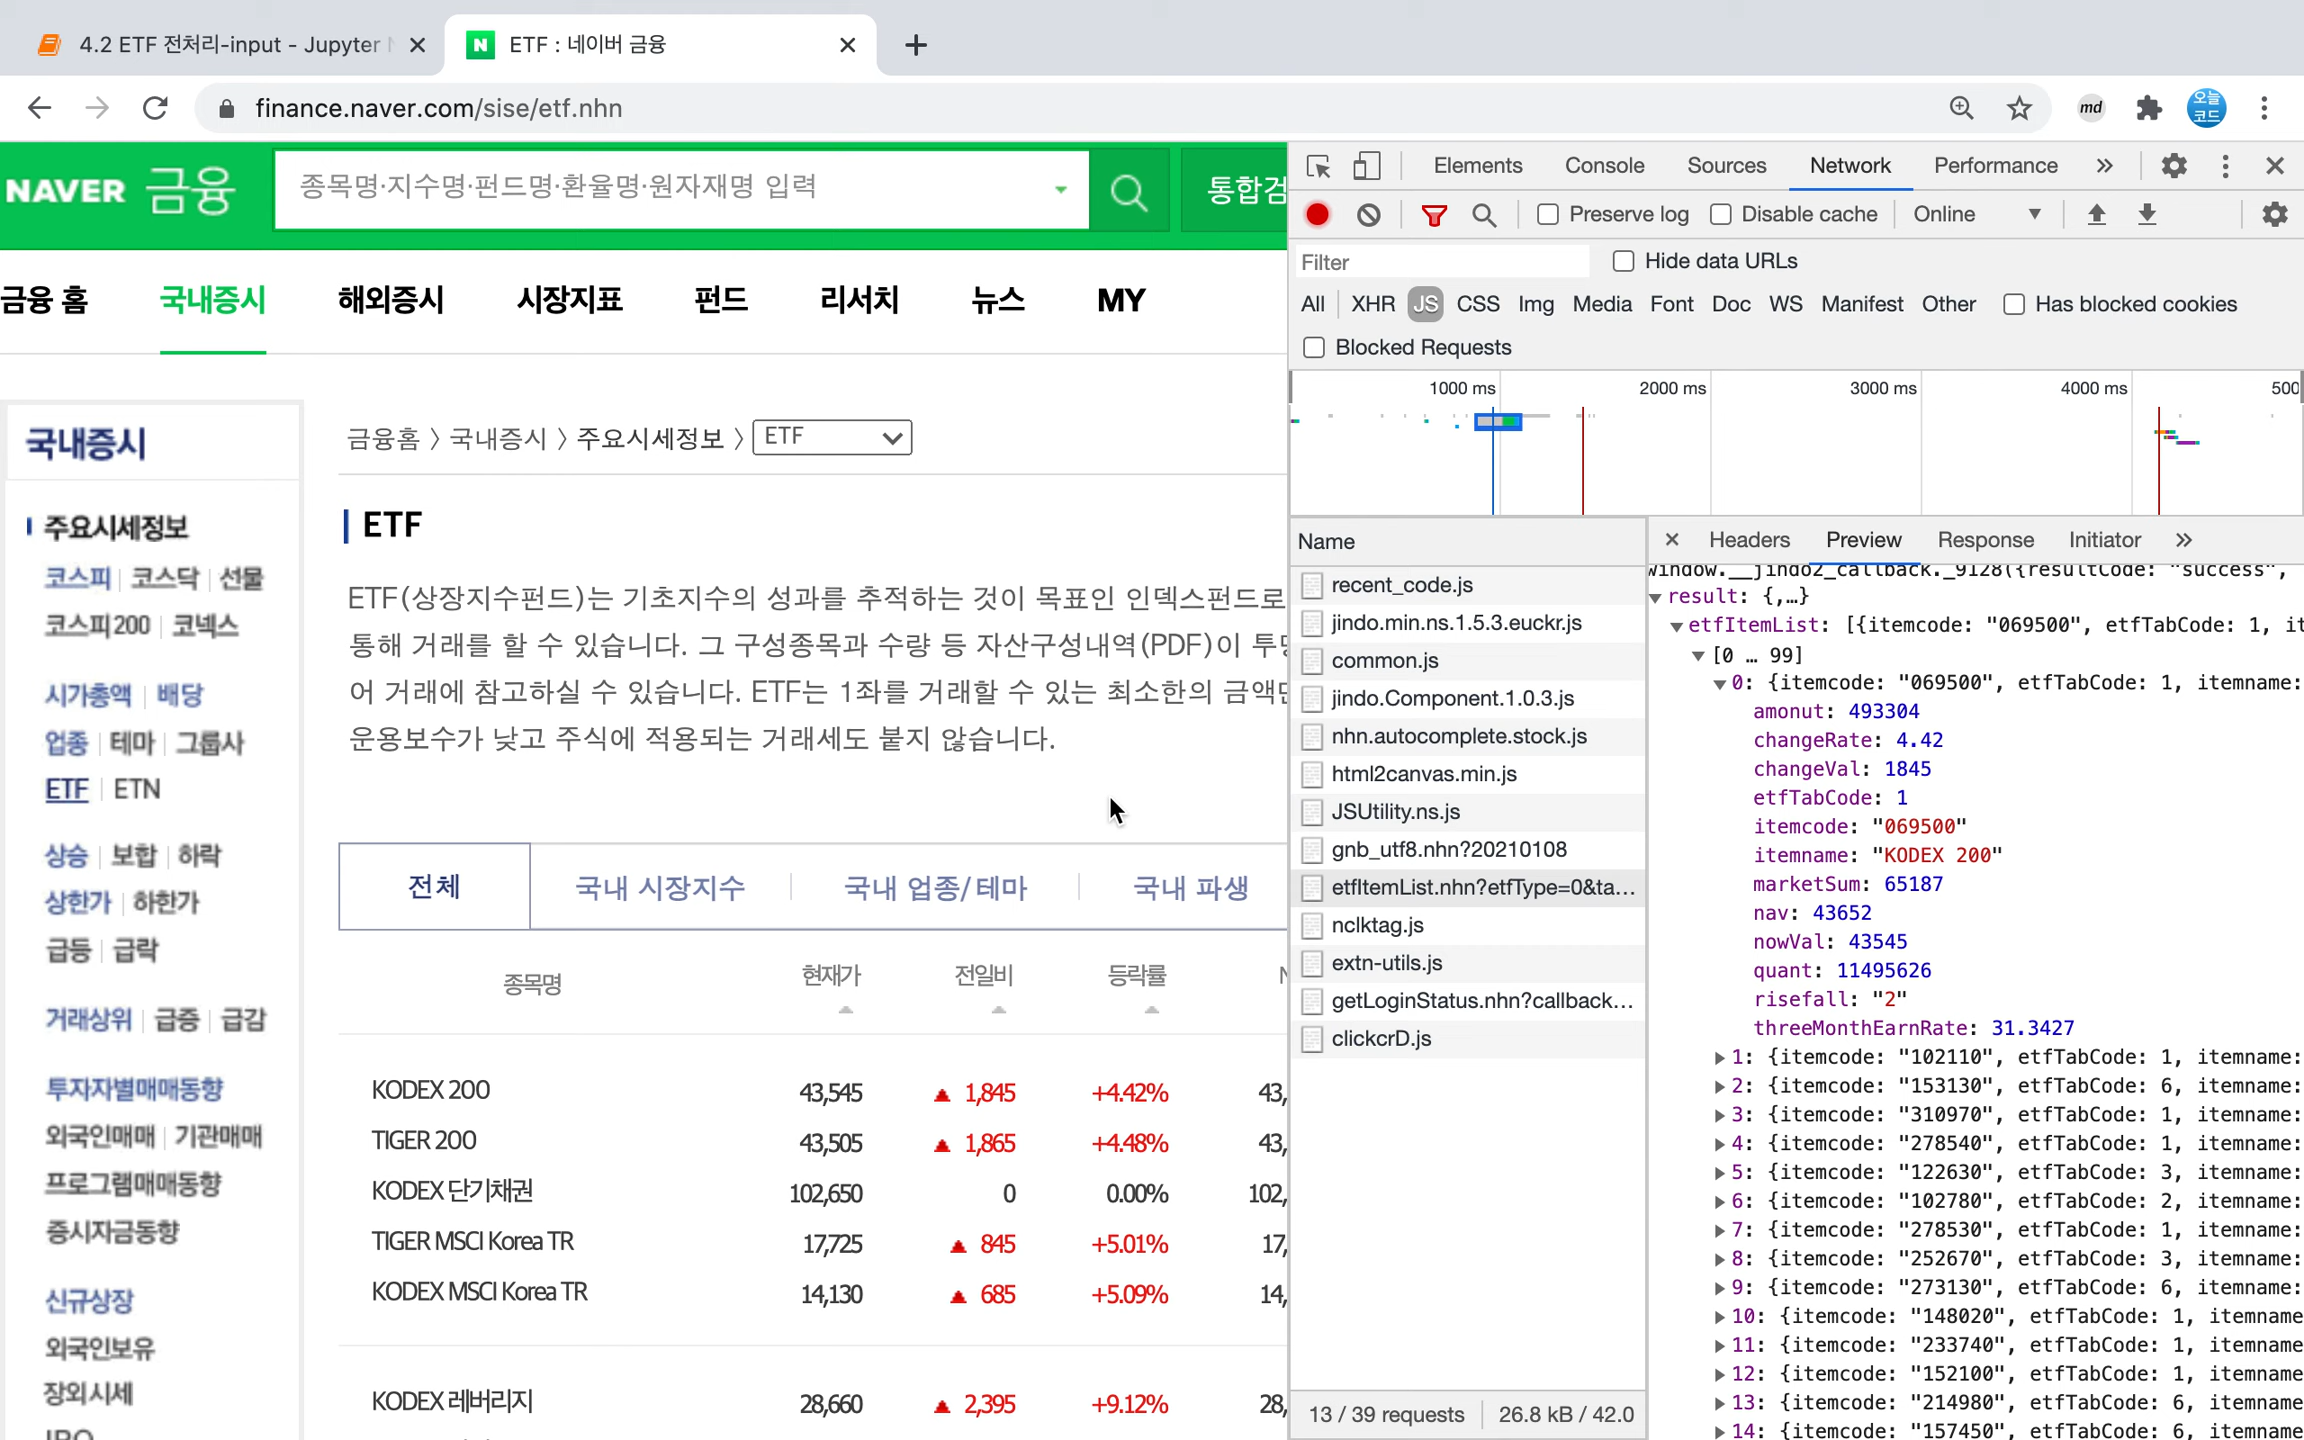 4.2 ETF 전처리-input - Jupyter
ETF : 네이버 금융
finance.naver.com/sise/etf.nhn
md
오늘
코드
NAVER 금융
종목명·지수명·펀드명·환율명·원자재명 입력
통합검
금융 홈 국내증시 해외증시 시장지표 펀드 리서치 뉴스 MY
국내증시
주요시세정보
코스피 코스닥 선물
코스피200 코넥스
시가총액 배당
업종 테마 그룹사
ETF ETN
상승 보합 하락
상한가 하한가
급등 급락
거래상위 급증 급감
투자자별매매동향
외국인매매 기관매매
프로그램매매동향
증시자금동향
신규상장
외국인보유
장외시세
IPO
금융홈 > 국내증시 > 주요시세정보 > ETF
ETF
ETF(상장지수펀드)는 기초지수의 성과를 추적하는 것이 목표인 인덱스펀드로
통해 거래를 할 수 있습니다. 그 구성종목과 수량 등 자산구성내역(PDF)이 투명
어 거래에 참고하실 수 있습니다. ETF는 1좌를 거래할 수 있는 최소한의 금액만
운용보수가 낮고 주식에 적용되는 거래세도 붙지 않습니다.
전체 국내 시장지수 국내 업종/테마 국내 파생
종목명 현재가 전일비 등락률 N
KODEX 200 43,545 ▲ 1,845 +4.42% 43,
TIGER 200 43,505 ▲ 1,865 +4.48% 43,
KODEX 단기채권 102,650 0 0.00% 102,
TIGER MSCI Korea TR 17,725 ▲ 845 +5.01% 17,
KODEX MSCI Korea TR 14,130 ▲ 685 +5.09% 14,
KODEX 레버리지 28,660 ▲ 2,395 +9.12% 28,
Elements Console Sources Network Performance »
Preserve log Disable cache Online
Filter Hide data URLs
All XHR JS CSS Img Media Font Doc WS Manifest Other Has blocked cookies
Blocked Requests
1000 ms 2000 ms 3000 ms 4000 ms 500
Name
recent_code.js
jindo.min.ns.1.5.3.euckr.js
common.js
jindo.Component.1.0.3.js
nhn.autocomplete.stock.js
html2canvas.min.js
JSUtility.ns.js
gnb_utf8.nhn?20210108
etfItemList.nhn?etfType=0&ta…
nclktag.js
extn-utils.js
getLoginStatus.nhn?callback…
clickcrD.js
13 / 39 requests 26.8 kB / 42.0
Headers Preview Response Initiator »
window.__jindo2_callback._9128({resultCode: "success",
result: {,…}
etfItemList: [{itemcode: "069500", etfTabCode: 1, it
[0 … 99]
0: {itemcode: "069500", etfTabCode: 1, itemname:
amonut: 493304
changeRate: 4.42
changeVal: 1845
etfTabCode: 1
itemcode: "069500"
itemname: "KODEX 200"
marketSum: 65187
nav: 43652
nowVal: 43545
quant: 11495626
risefall: "2"
threeMonthEarnRate: 31.3427
1: {itemcode: "102110", etfTabCode: 1, itemname:
2: {itemcode: "153130", etfTabCode: 6, itemname:
3: {itemcode: "310970", etfTabCode: 1, itemname:
4: {itemcode: "278540", etfTabCode: 1, itemname:
5: {itemcode: "122630", etfTabCode: 3, itemname:
6: {itemcode: "102780", etfTabCode: 2, itemname:
7: {itemcode: "278530", etfTabCode: 1, itemname:
8: {itemcode: "252670", etfTabCode: 3, itemname:
9: {itemcode: "273130", etfTabCode: 6, itemname:
10: {itemcode: "148020", etfTabCode: 1, itemname
11: {itemcode: "233740", etfTabCode: 1, itemname
12: {itemcode: "152100", etfTabCode: 1, itemname
13: {itemcode: "214980", etfTabCode: 6, itemname
14: {itemcode: "157450", etfTabCode: 6, itemname